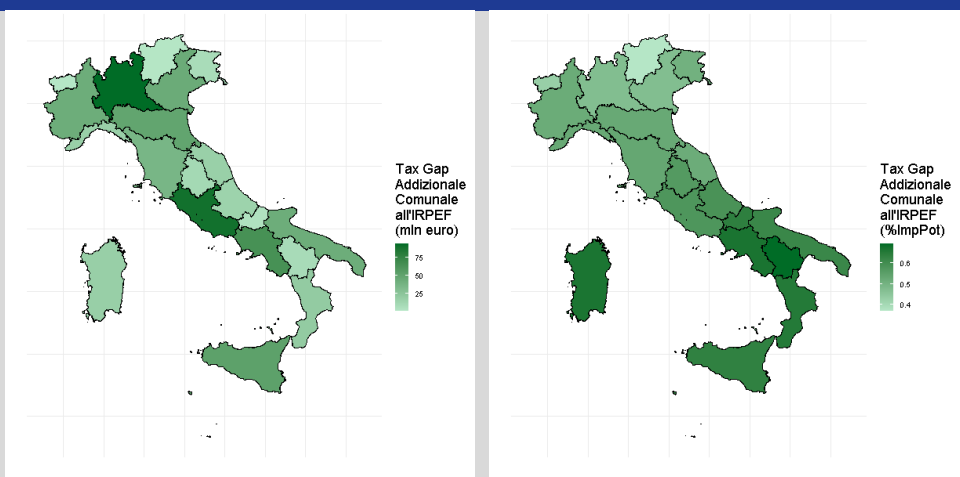 Tax Gap
Addizionale
Comunale
all'IRPEF
(mln euro)
75
50
25
Tax Gap
Addizionale
Comunale
all'IRPEF
(%ImpPot)
0.6
0.5
0.4